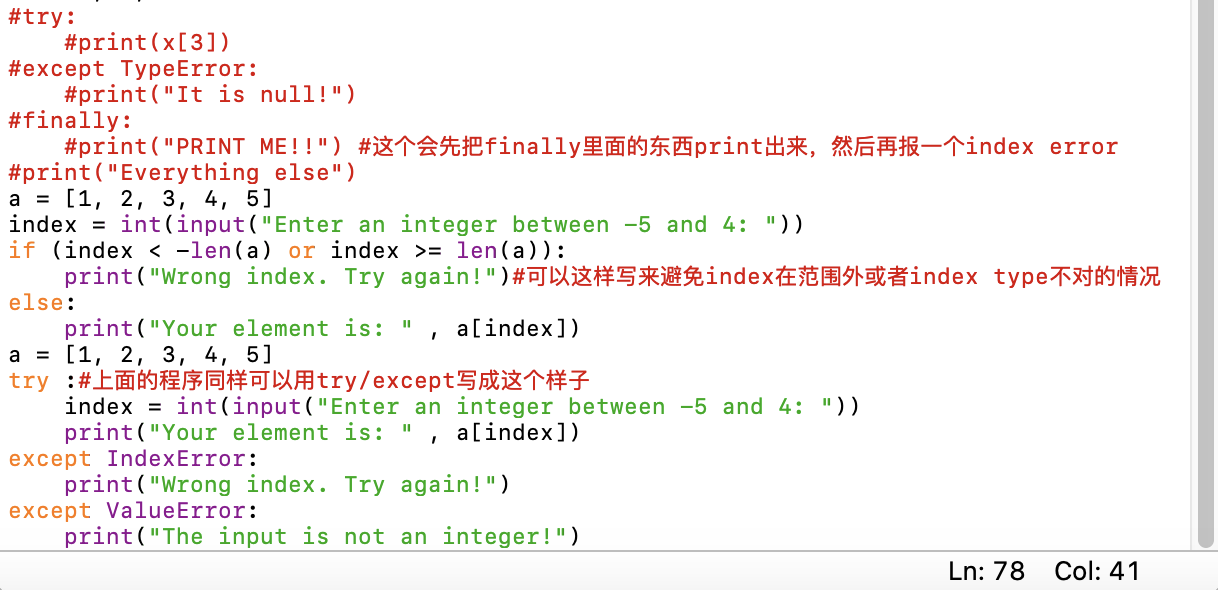 #try:
    #print(x[3])
#except TypeError:
    #print("It is null!")
#finally:
    #print("PRINT ME!!") #这个会先把finally里面的东西print出来，然后再报一个index error
#print("Everything else")
a = [1, 2, 3, 4, 5]
index = int(input("Enter an integer between -5 and 4: "))
if (index < -len(a) or index >= len(a)):
    print("Wrong index. Try again!")#可以这样写来避免index在范围外或者index type不对的情况
else:
    print("Your element is: " , a[index])
a = [1, 2, 3, 4, 5]
try :#上面的程序同样可以用try/except写成这个样子
    index = int(input("Enter an integer between -5 and 4: "))
    print("Your element is: " , a[index])
except IndexError:
    print("Wrong index. Try again!")
except ValueError:
    print("The input is not an integer!")
Ln: 78 Col: 41